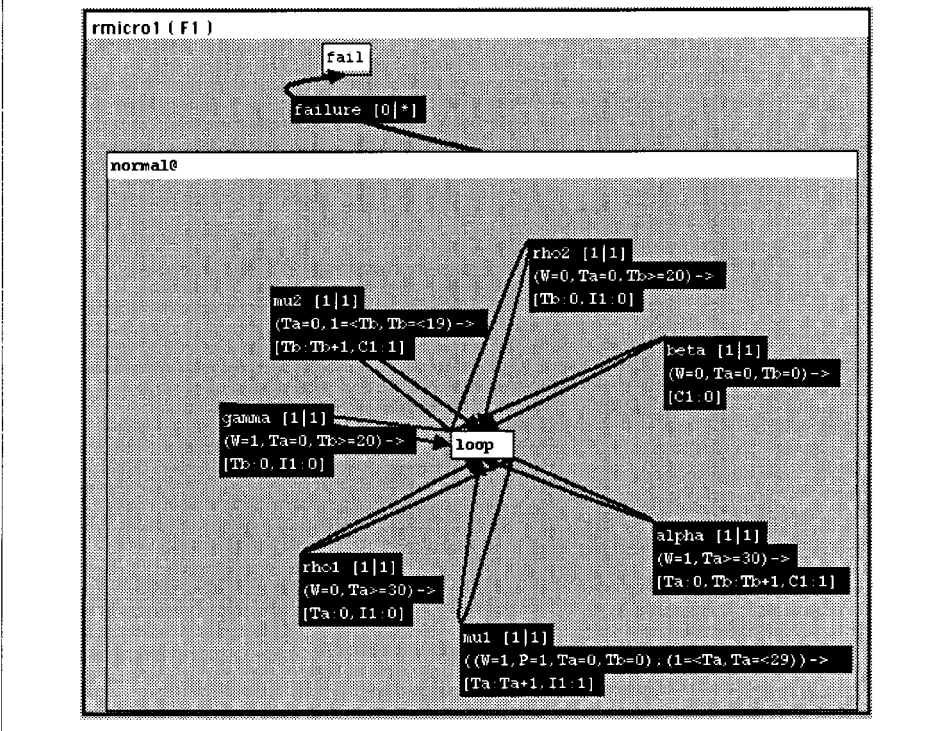 rmicro1 ( F1 )
fail
failure [0|*]
normal@
rho2 [1|1]
(W=0,Ta=0,Tb>=20)->
[Tb:0,I1:0]
mu2 [1|1]
(Ta=0,1=<Tb,Tb=<19)->
[Tb:Tb+1,C1:1]
beta [1|1]
(W=0,Ta=0,Tb=0)->
[C1:0]
gamma [1|1]
(W=1,Ta=0,Tb>=20)->
[Tb:0,I1:0]
loop
alpha [1|1]
(W=1,Ta>=30)->
[Ta:0,Tb:Tb+1,C1:1]
rho1 [1|1]
(W=0,Ta>=30)->
[Ta:0,I1:0]
mu1 [1|1]
((W=1,P=1,Ta=0,Tb=0);(1=<Ta,Ta=<29))->
[Ta:Ta+1,I1:1]